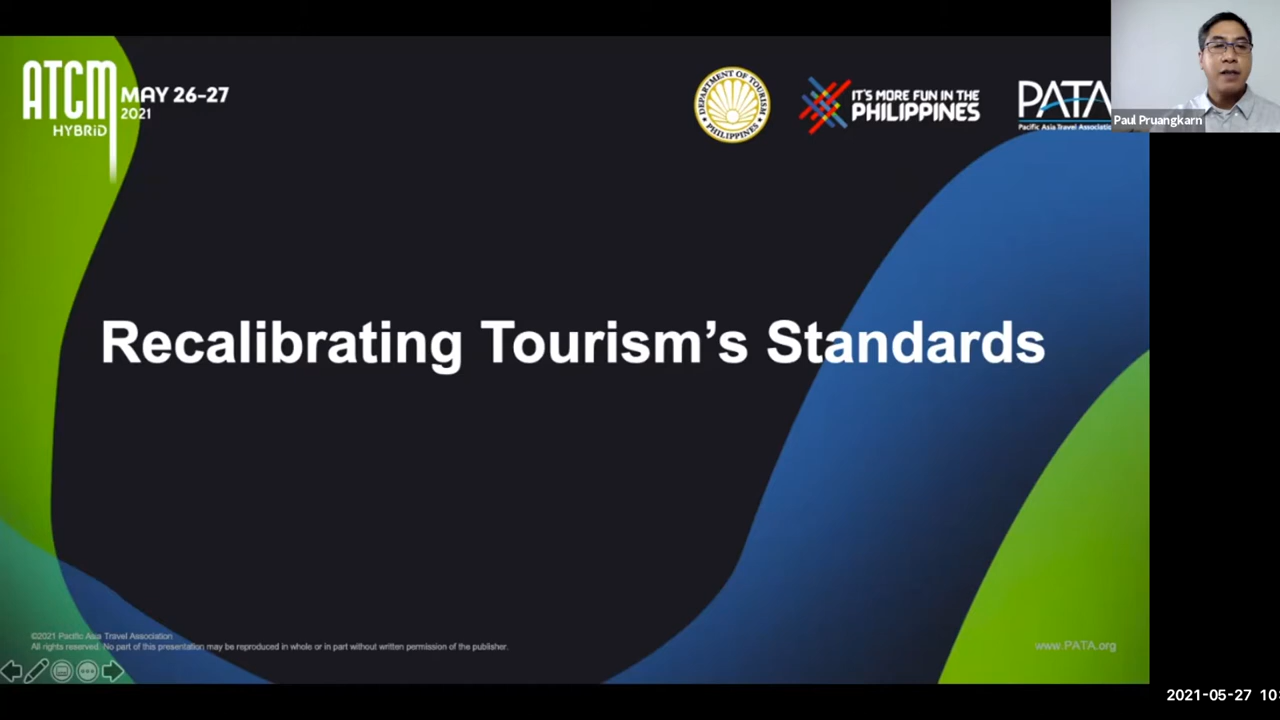 ATCM
HYBRiD
MAY 26-27
2021
DEPARTMENT OF TOURISM
PHILIPPINES
IT'S MORE FUN IN THE
PHILIPPINES
PATA
Pacific Asia Travel
Paul Pruangkarn
Recalibrating Tourism’s Standards
©2021 Pacific Asia Travel Association
All rights reserved. No part of this presentation may be reproduced in whole or in part without written permission of the publisher.
www.PATA.org
2021-05-27 10: